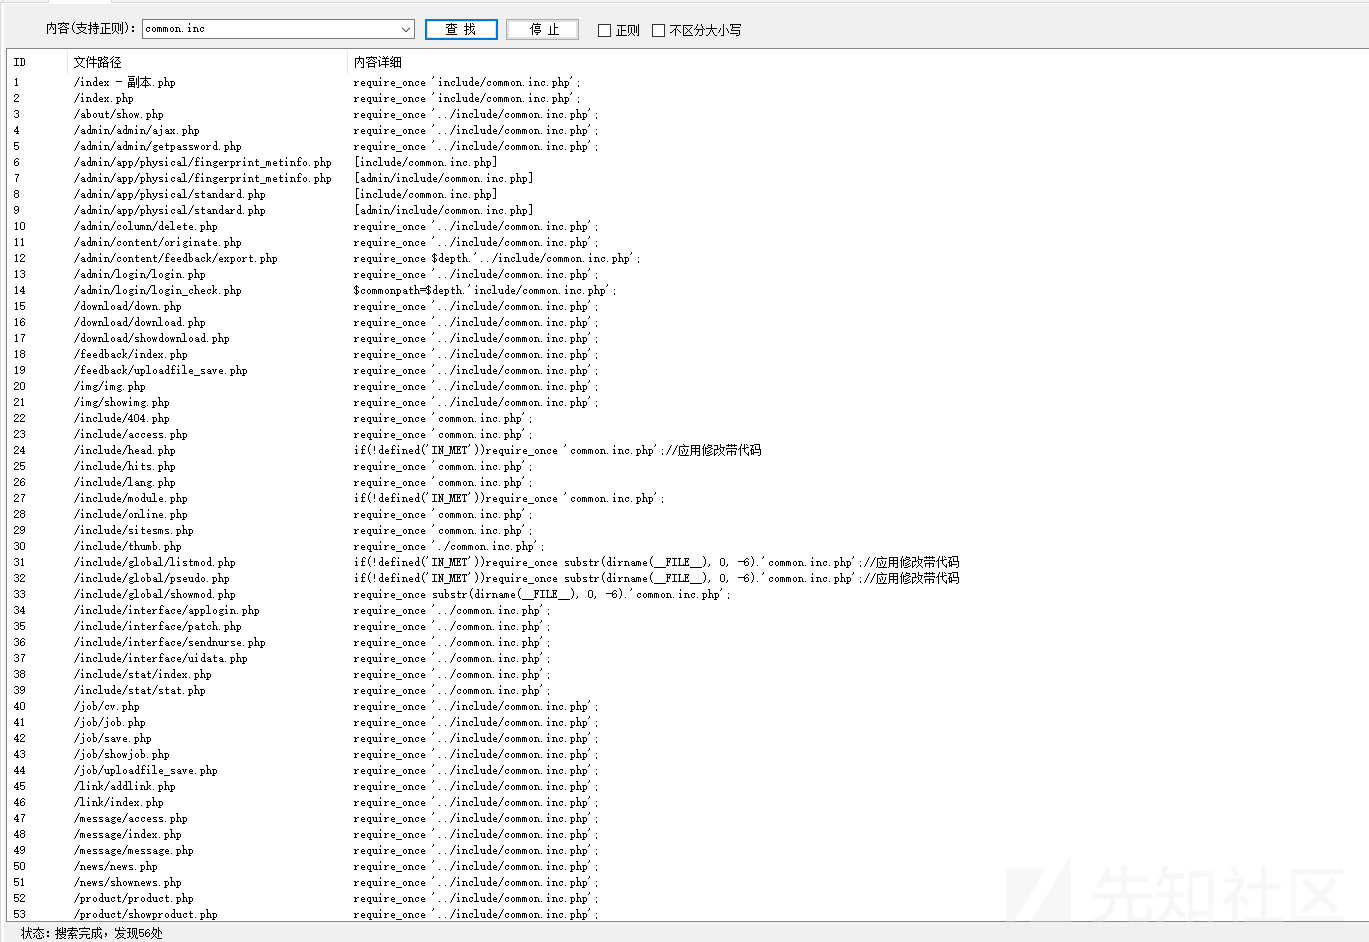 内容(支持正则): common.inc 查 找 停 止 正则 不区分大小写
ID 文件路径 内容详细
1 /index - 副本.php require_once 'include/common.inc.php';
2 /index.php require_once 'include/common.inc.php';
3 /about/show.php require_once '../include/common.inc.php';
4 /admin/admin/ajax.php require_once '../include/common.inc.php';
5 /admin/admin/getpassword.php require_once '../include/common.inc.php';
6 /admin/app/physical/fingerprint_metinfo.php [include/common.inc.php]
7 /admin/app/physical/fingerprint_metinfo.php [admin/include/common.inc.php]
8 /admin/app/physical/standard.php [include/common.inc.php]
9 /admin/app/physical/standard.php [admin/include/common.inc.php]
10 /admin/column/delete.php require_once '../include/common.inc.php';
11 /admin/content/originate.php require_once '../include/common.inc.php';
12 /admin/content/feedback/export.php require_once $depth.'../include/common.inc.php';
13 /admin/login/login.php require_once '../include/common.inc.php';
14 /admin/login/login_check.php $commonpath=$depth.'include/common.inc.php';
15 /download/down.php require_once '../include/common.inc.php';
16 /download/download.php require_once '../include/common.inc.php';
17 /download/showdownload.php require_once '../include/common.inc.php';
18 /feedback/index.php require_once '../include/common.inc.php';
19 /feedback/uploadfile_save.php require_once '../include/common.inc.php';
20 /img/img.php require_once '../include/common.inc.php';
21 /img/showimg.php require_once '../include/common.inc.php';
22 /include/404.php require_once 'common.inc.php';
23 /include/access.php require_once 'common.inc.php';
24 /include/head.php if(!defined('IN_MET'))require_once 'common.inc.php';//应用修改带代码
25 /include/hits.php require_once 'common.inc.php';
26 /include/lang.php require_once 'common.inc.php';
27 /include/module.php if(!defined('IN_MET'))require_once 'common.inc.php';
28 /include/online.php require_once 'common.inc.php';
29 /include/sitesms.php require_once 'common.inc.php';
30 /include/thumb.php require_once './common.inc.php';
31 /include/global/listmod.php if(!defined('IN_MET'))require_once substr(dirname(__FILE__), 0, -6).'common.inc.php';//应用修改带代码
32 /include/global/pseudo.php if(!defined('IN_MET'))require_once substr(dirname(__FILE__), 0, -6).'common.inc.php';//应用修改带代码
33 /include/global/showmod.php require_once substr(dirname(__FILE__), 0, -6).'common.inc.php';
34 /include/interface/applogin.php require_once '../common.inc.php';
35 /include/interface/patch.php require_once '../common.inc.php';
36 /include/interface/sendnurse.php require_once '../common.inc.php';
37 /include/interface/uidata.php require_once '../common.inc.php';
38 /include/stat/index.php require_once '../common.inc.php';
39 /include/stat/stat.php require_once '../common.inc.php';
40 /job/cv.php require_once '../include/common.inc.php';
41 /job/job.php require_once '../include/common.inc.php';
42 /job/save.php require_once '../include/common.inc.php';
43 /job/showjob.php require_once '../include/common.inc.php';
44 /job/uploadfile_save.php require_once '../include/common.inc.php';
45 /link/addlink.php require_once '../include/common.inc.php';
46 /link/index.php require_once '../include/common.inc.php';
47 /message/access.php require_once '../include/common.inc.php';
48 /message/index.php require_once '../include/common.inc.php';
49 /message/message.php require_once '../include/common.inc.php';
50 /news/news.php require_once '../include/common.inc.php';
51 /news/shownews.php require_once '../include/common.inc.php';
52 /product/product.php require_once '../include/common.inc.php';
53 /product/showproduct.php require_once '../include/common.inc.php';
先知社区
状态: 搜索完成，发现56处